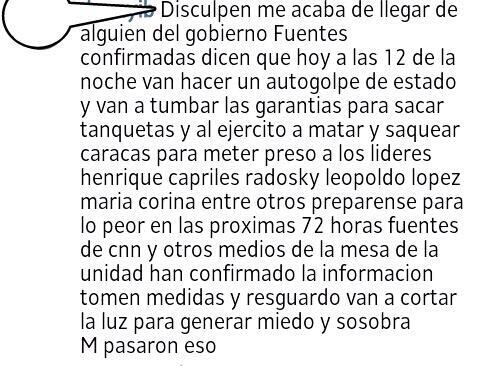 Disculpen me acaba de llegar de
alguien del gobierno Fuentes
confirmadas dicen que hoy a las 12 de la
noche van hacer un autogolpe de estado
y van a tumbar las garantias para sacar
tanquetas y al ejercito a matar y saquear
caracas para meter preso a los lideres
henrique capriles radosky leopoldo lopez
maria corina entre otros preparense para
lo peor en las proximas 72 horas fuentes
de cnn y otros medios de la mesa de la
unidad han confirmado la informacion
tomen medidas y resguardo van a cortar
la luz para generar miedo y sosobra
M pasaron eso